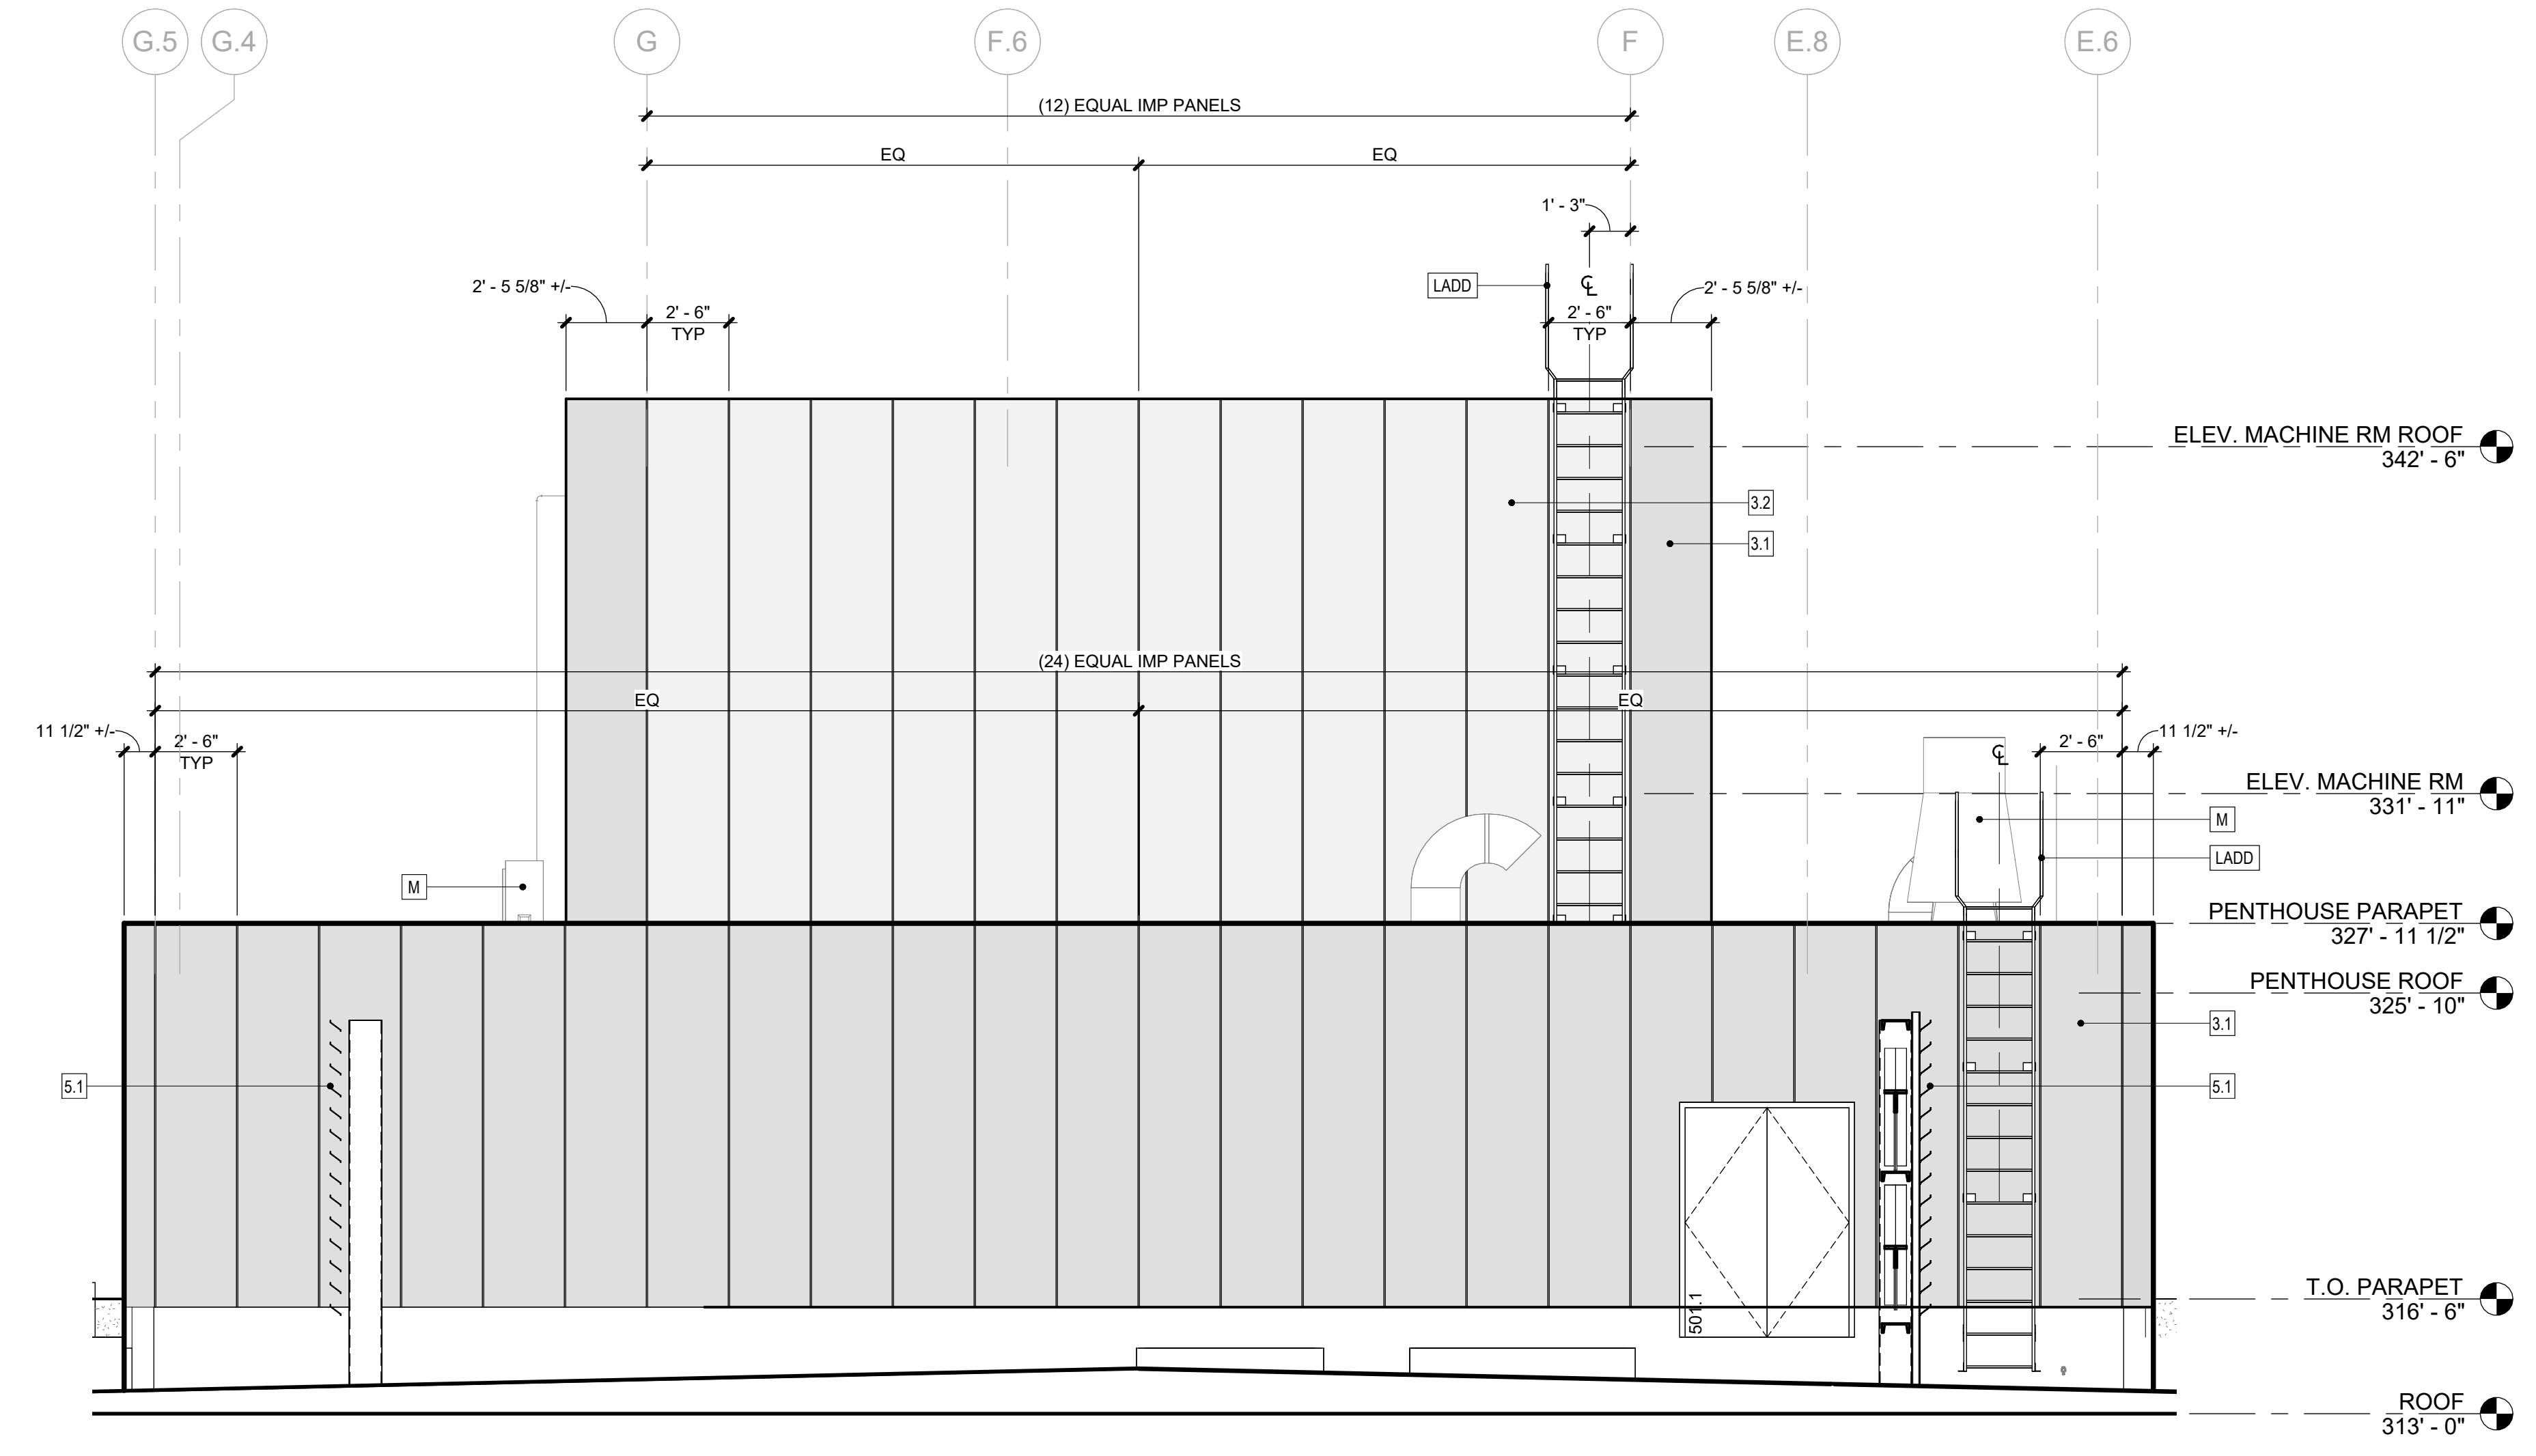 G.5 G.4 G F.6 F E.8 E.6
(12) EQUAL IMP PANELS
EQ EQ
1' - 3"
LADD ℄
2' - 5 5/8" +/- 2' - 5 5/8" +/-
2' - 6" 2' - 6"
TYP TYP
ELEV. MACHINE RM ROOF
342' - 6"
3.2
3.1
(24) EQUAL IMP PANELS
EQ EQ
11 1/2" +/- 11 1/2" +/-
2' - 6" 2' - 6"
TYP ℄
ELEV. MACHINE RM
331' - 11"
M
LADD
M
PENTHOUSE PARAPET
327' - 11 1/2"
PENTHOUSE ROOF
325' - 10"
3.1
5.1 5.1
501.1
T.O. PARAPET
316' - 6"
ROOF
313' - 0"